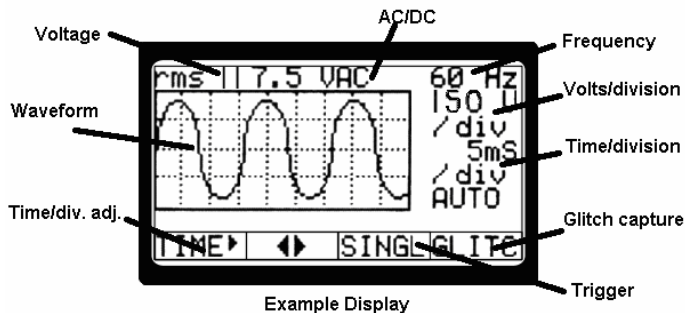 AC/DC
Voltage
Frequency
rms 117.5 VAC
60 Hz
150 V
/div
Volts/division
Waveform
5mS
/div
Time/division
AUTO
Time/div. adj.
Glitch capture
TIME
SINGL
GLITC
Trigger
Example Display